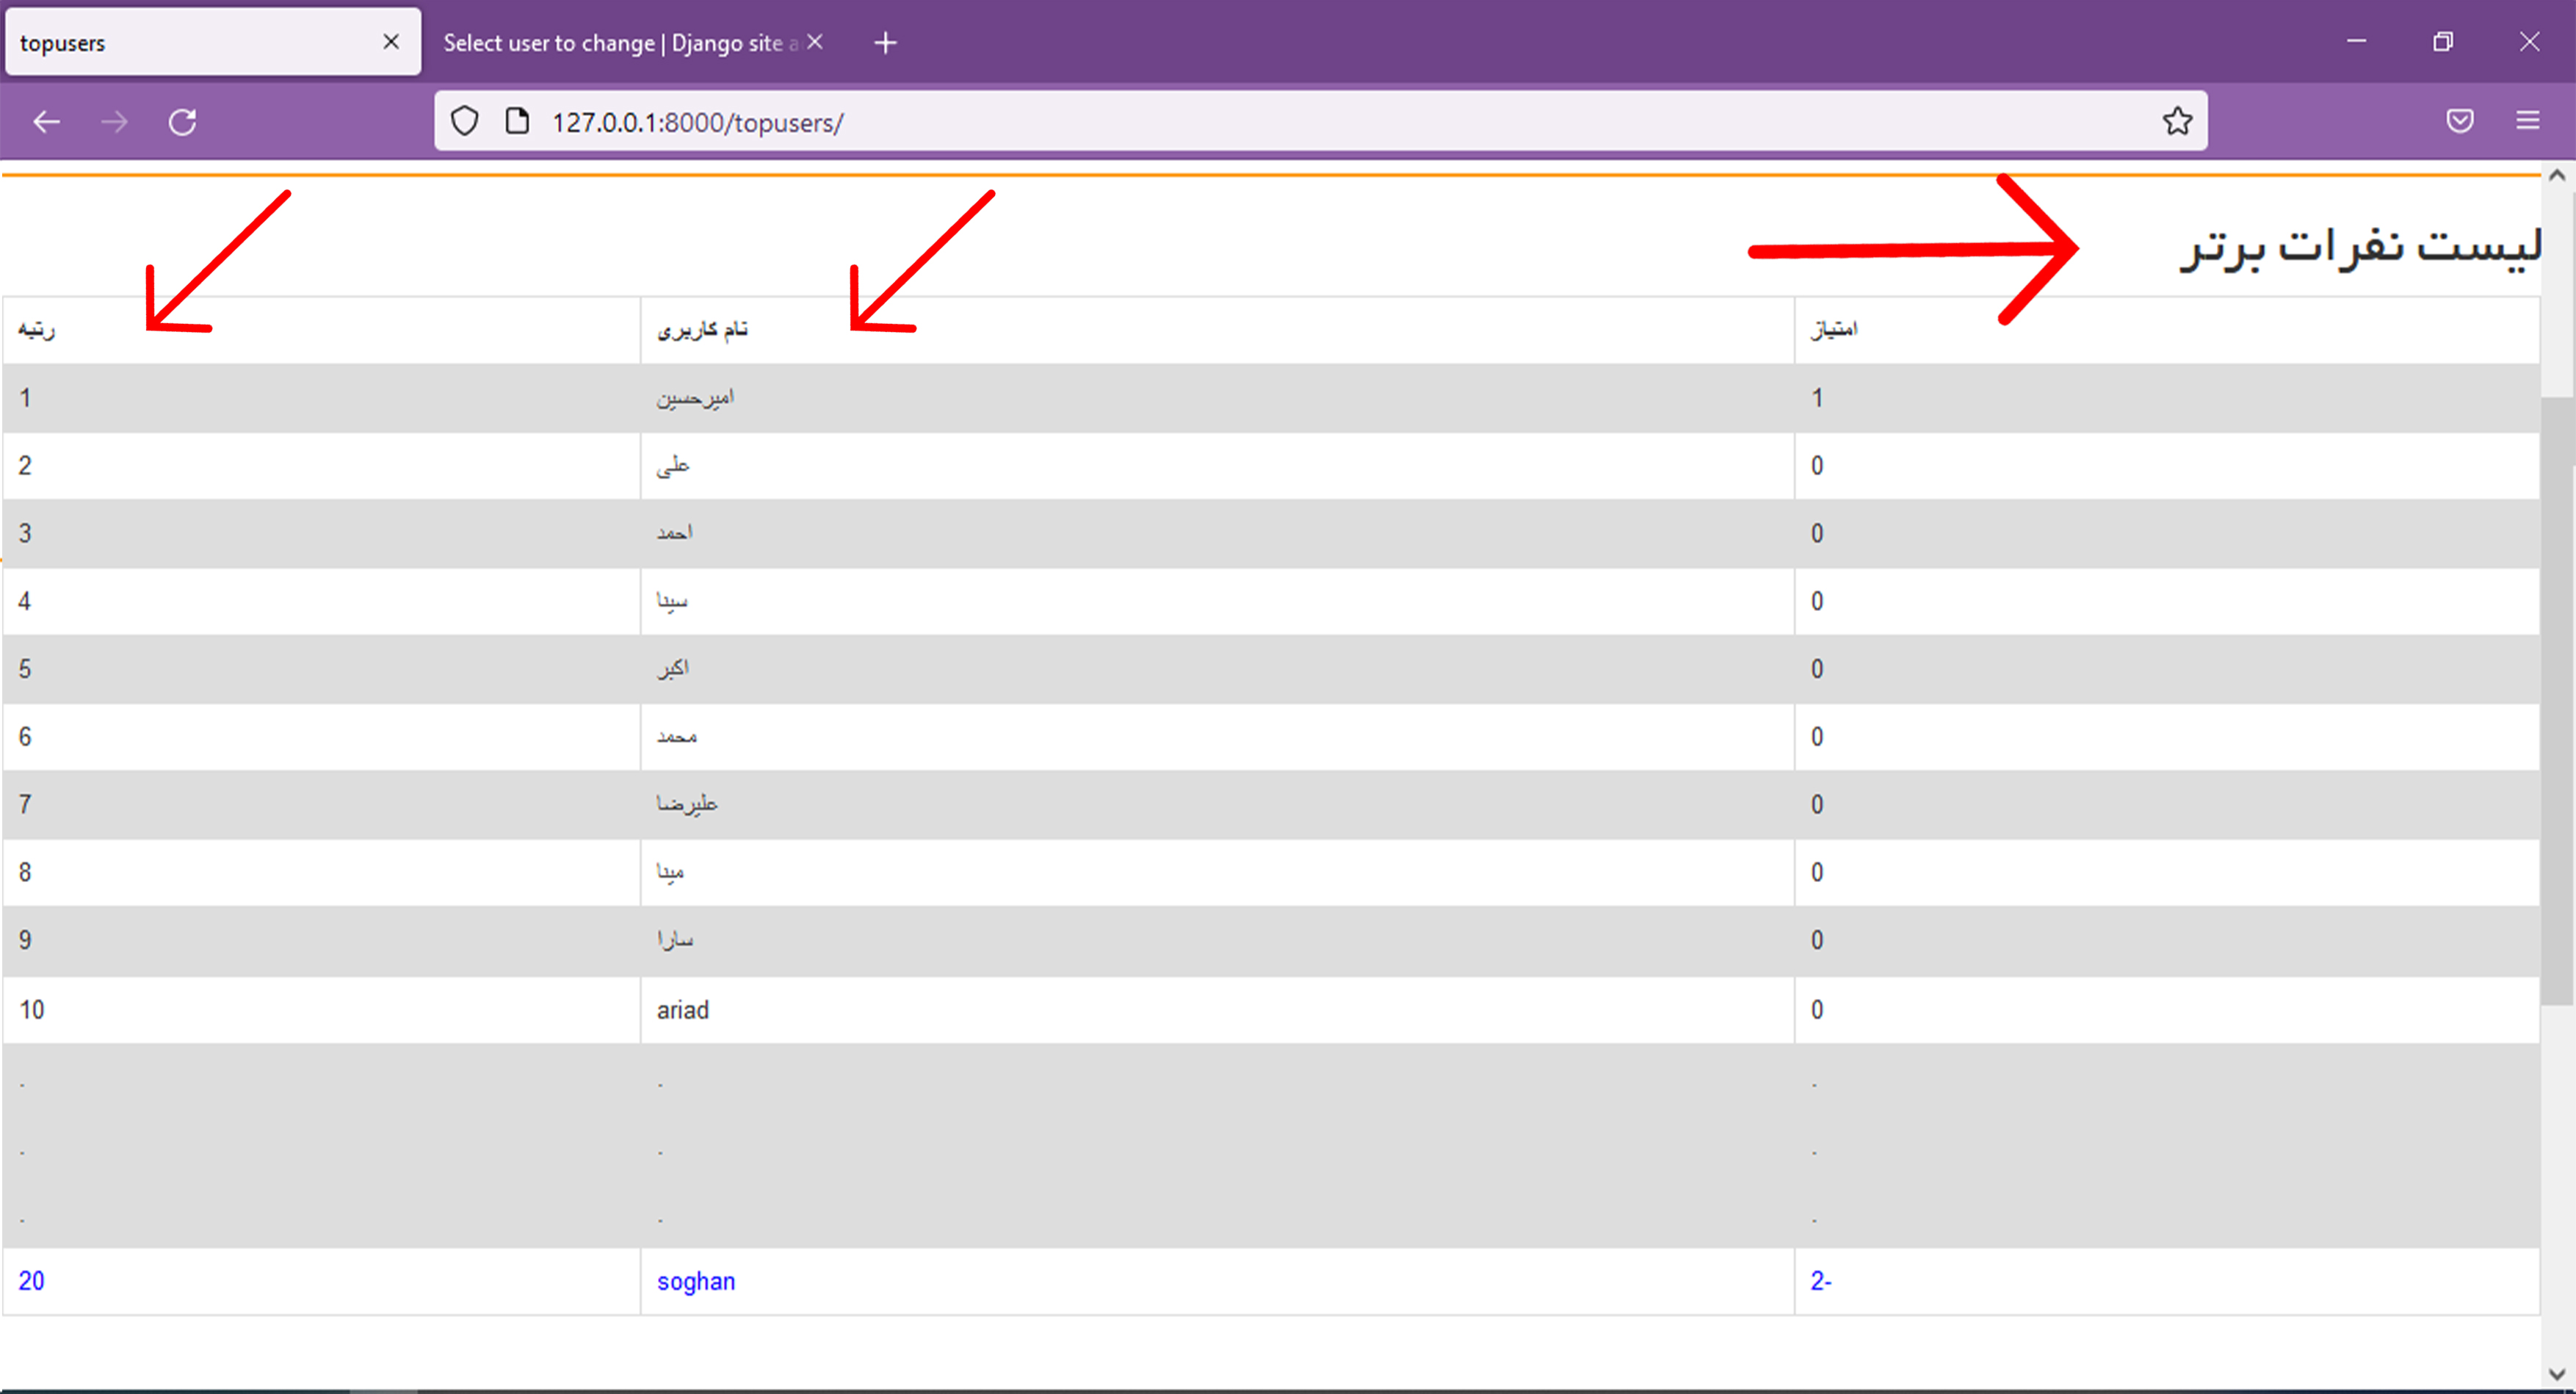 topusers
Select user to change | Django site a
127.0.0.1:8000/topusers/
لیست نفرات برتر
رتبه نام کاربری امتیاز
1 امیرحسین 1
2 علی 0
3 احمد 0
4 سینا 0
5 اکبر 0
6 محمد 0
7 علیرضا 0
8 مینا 0
9 سارا 0
10 ariad 0
. . .
. . .
. . .
20 soghan 2-